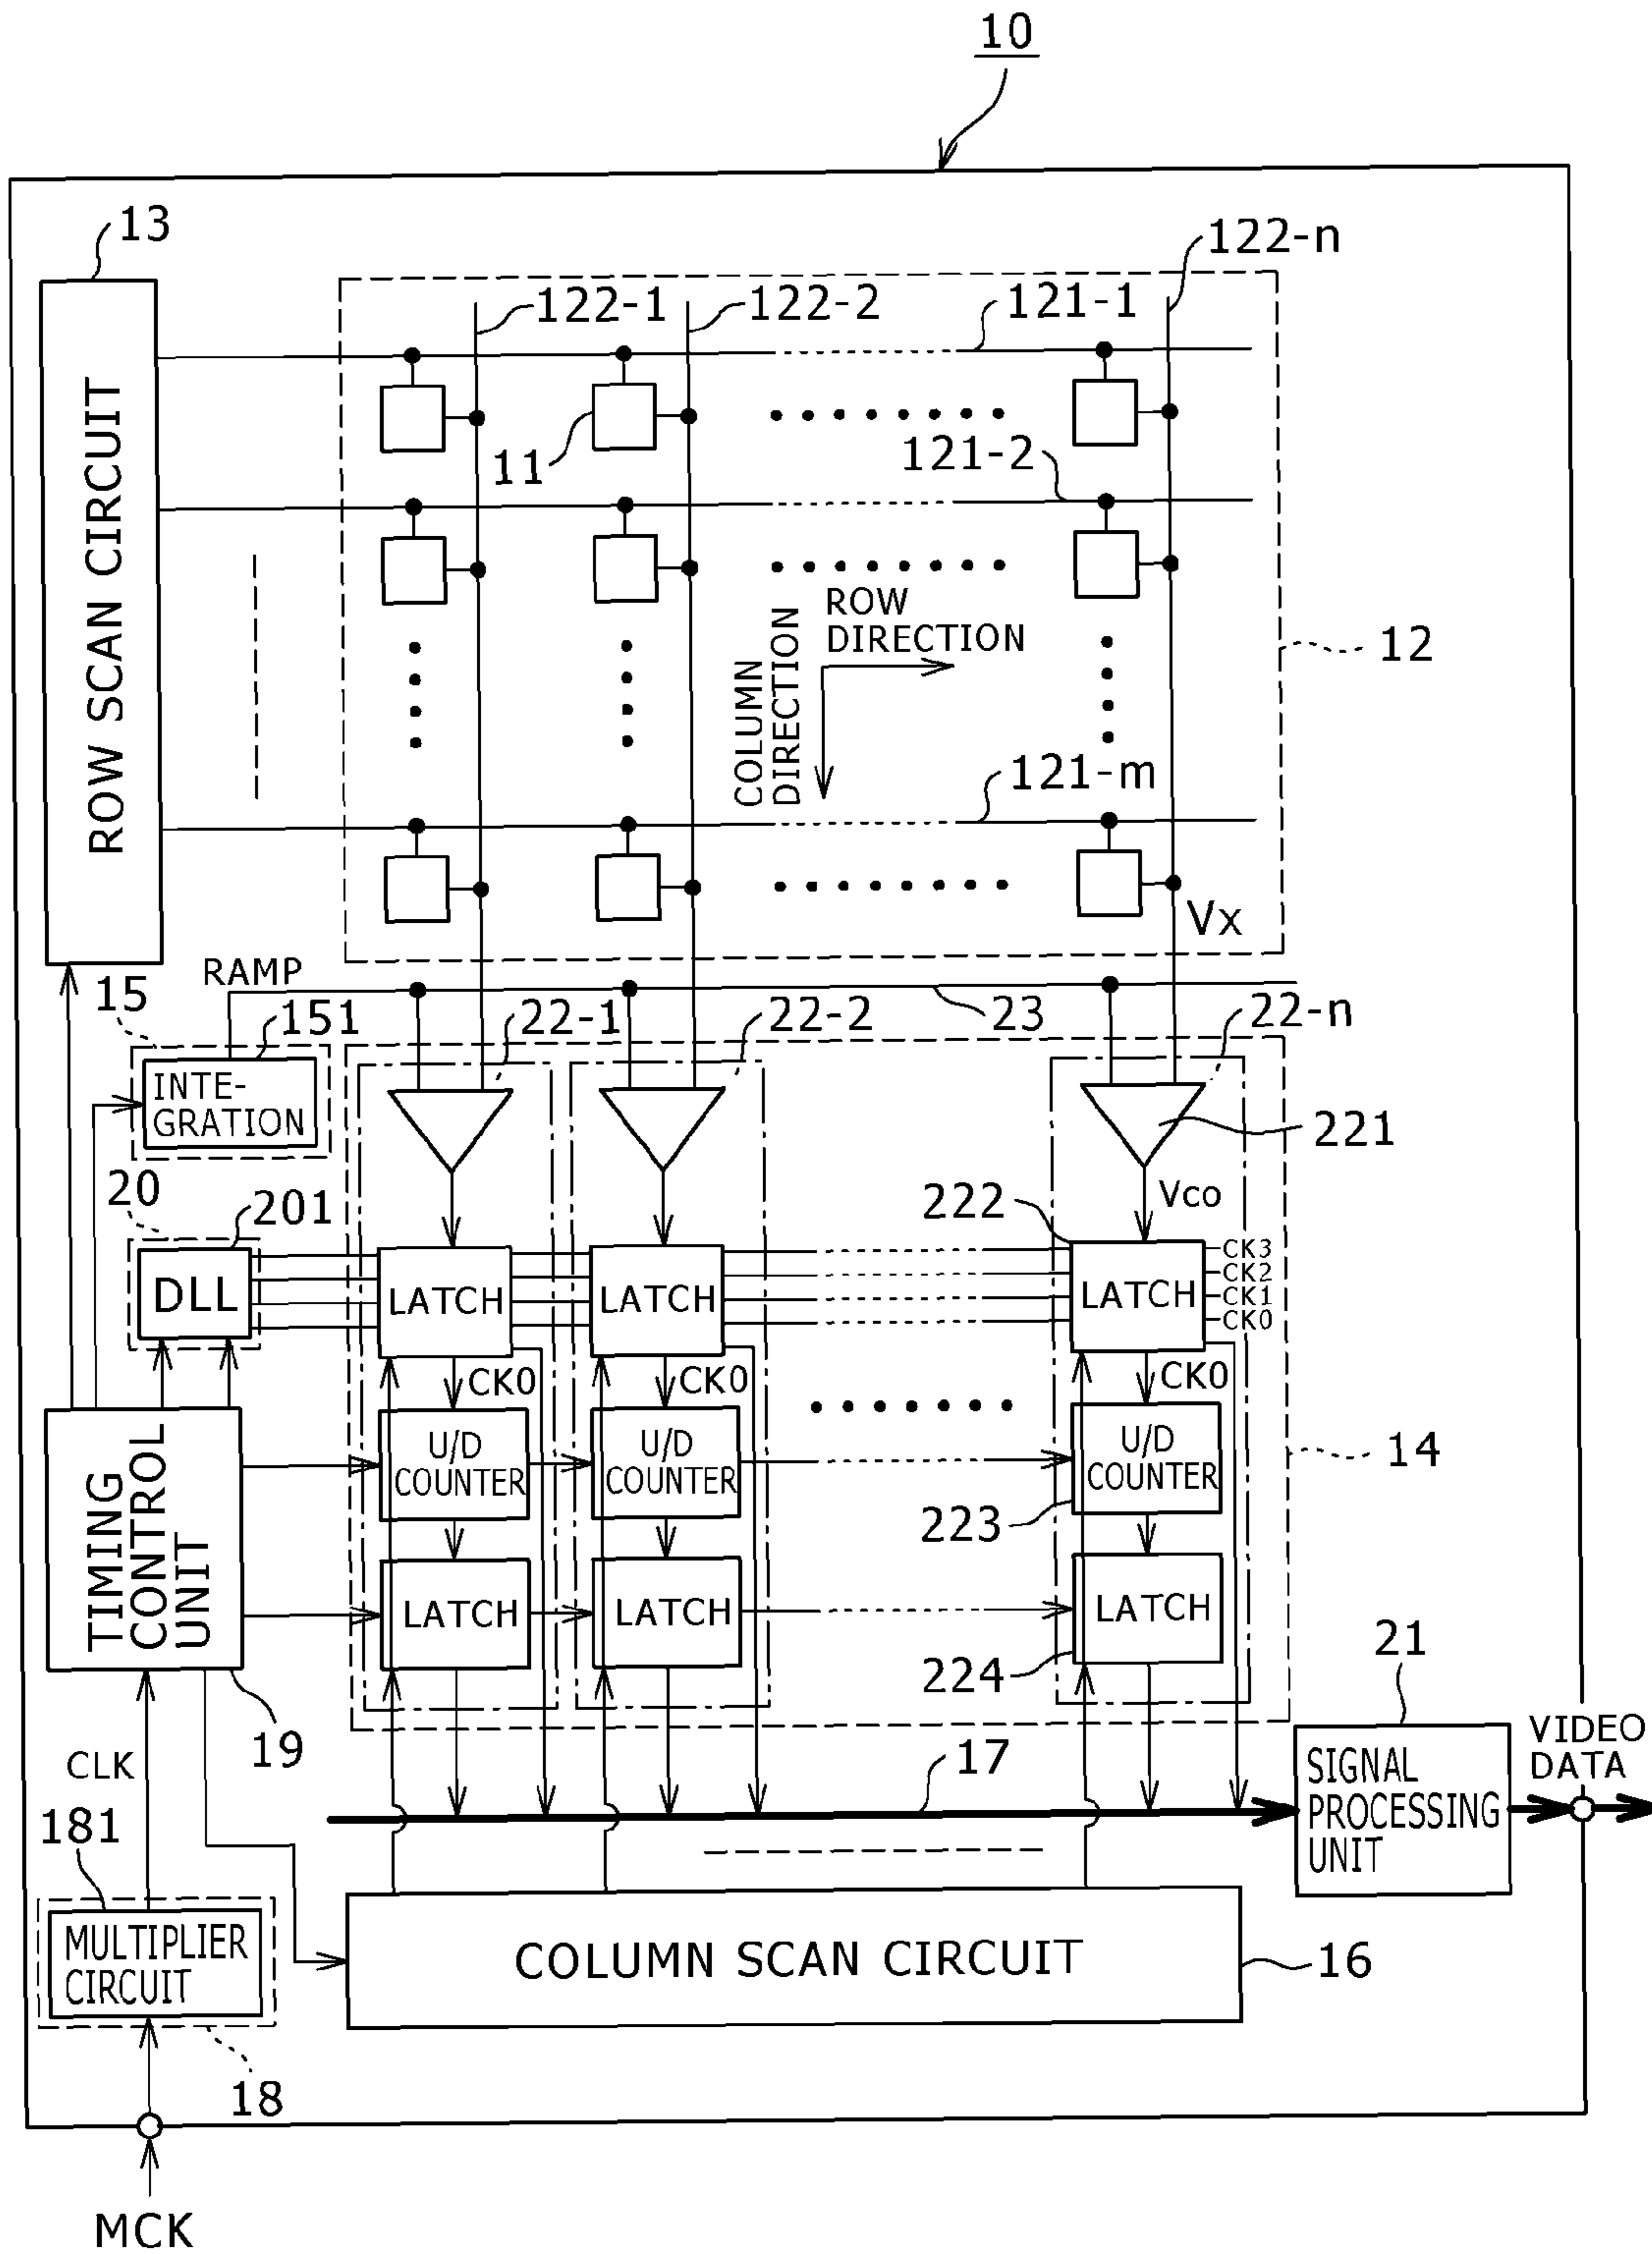 10
13
122-n
122-1
122-2
121-1
ROW SCAN CIRCUIT
11
121-2
ROW
DIRECTION
COLUMN
DIRECTION
12
121-m
Vx
RAMP
15
151
22-1
23
22-2
22-n
INTE-
GRATION
221
20
201
222
Vco
DLL
LATCH
LATCH
LATCH
CK3
CK2
CK1
CK0
CK0
CK0
CK0
TIMING
CONTROL
UNIT
U/D
COUNTER
U/D
COUNTER
U/D
COUNTER
14
223
LATCH
LATCH
LATCH
224
21
19
CLK
17
SIGNAL
PROCESSING
UNIT
VIDEO
DATA
181
MULTIPLIER
CIRCUIT
COLUMN SCAN CIRCUIT
16
18
MCK